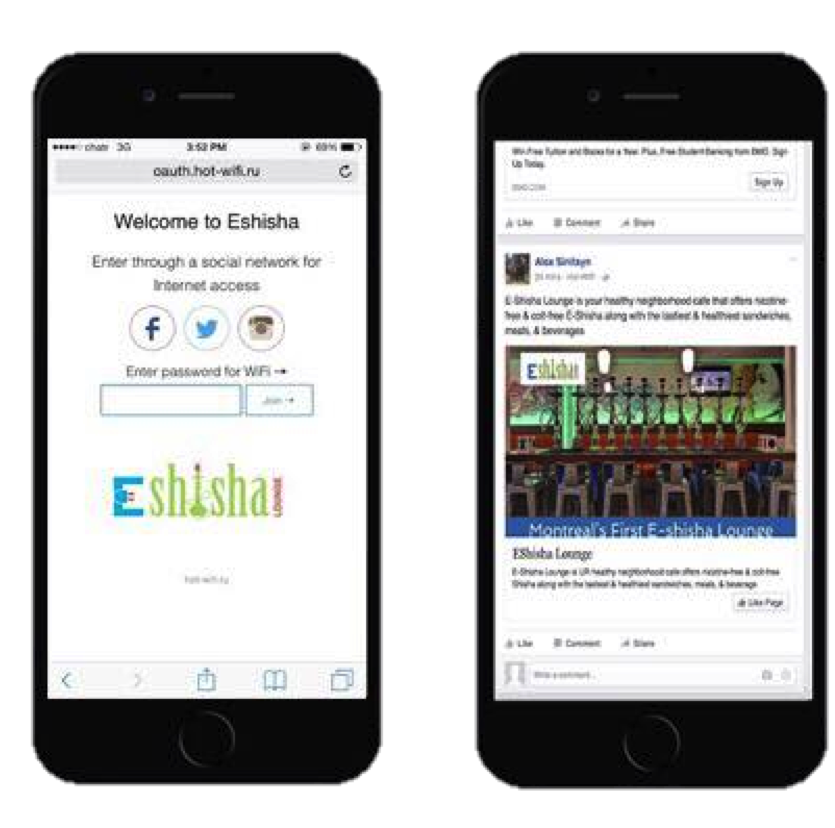 chatr 3G 3:52 PM 69%
oauth.hot-wifi.ru
Welcome to Eshisha
Enter through a social network for
Internet access
f
Enter password for WiFi →
Join →
Eshisha LOUNGE
hot-wifi.ru
Win Free Tuition and Books for a Year. Plus, Free Student Banking from BMO. Sign
Up Today.
BMO.COM
Sign Up
Like Comment Share
Alex Sinitsyn
E-Shisha Lounge is your healthy neighborhood cafe that offers nicotine-
free & coil-free E-Shisha along with the tastiest & healthiest sandwiches,
meals, & beverages
Eshisha
Montreal's First E-shisha Lounge
EShisha Lounge
E-Shisha Lounge is UR healthy neighborhood cafe offers nicotine-free & coil-free
Shisha along with the tastiest & healthiest sandwiches, meals, & beverage
Like Page
Like Comment Share
Write a comment...